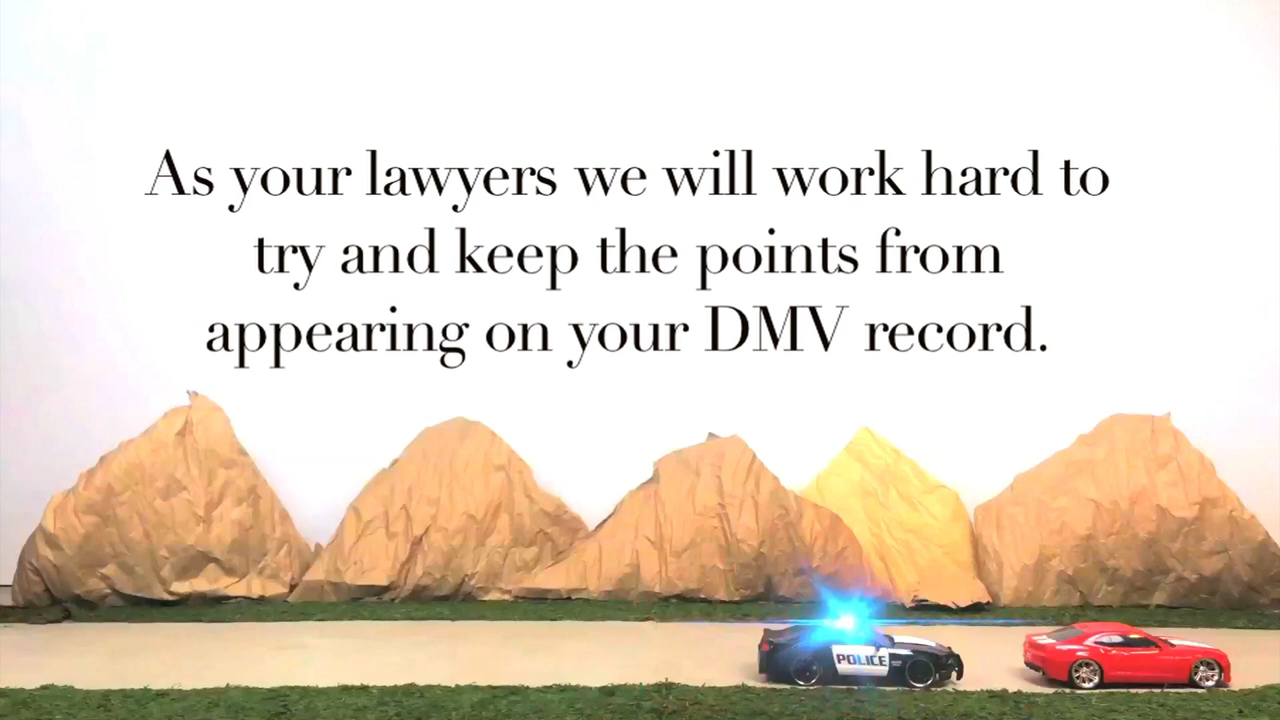 As your lawyers we will work hard to
try and keep the points from
appearing on your DMV record.
POLICE